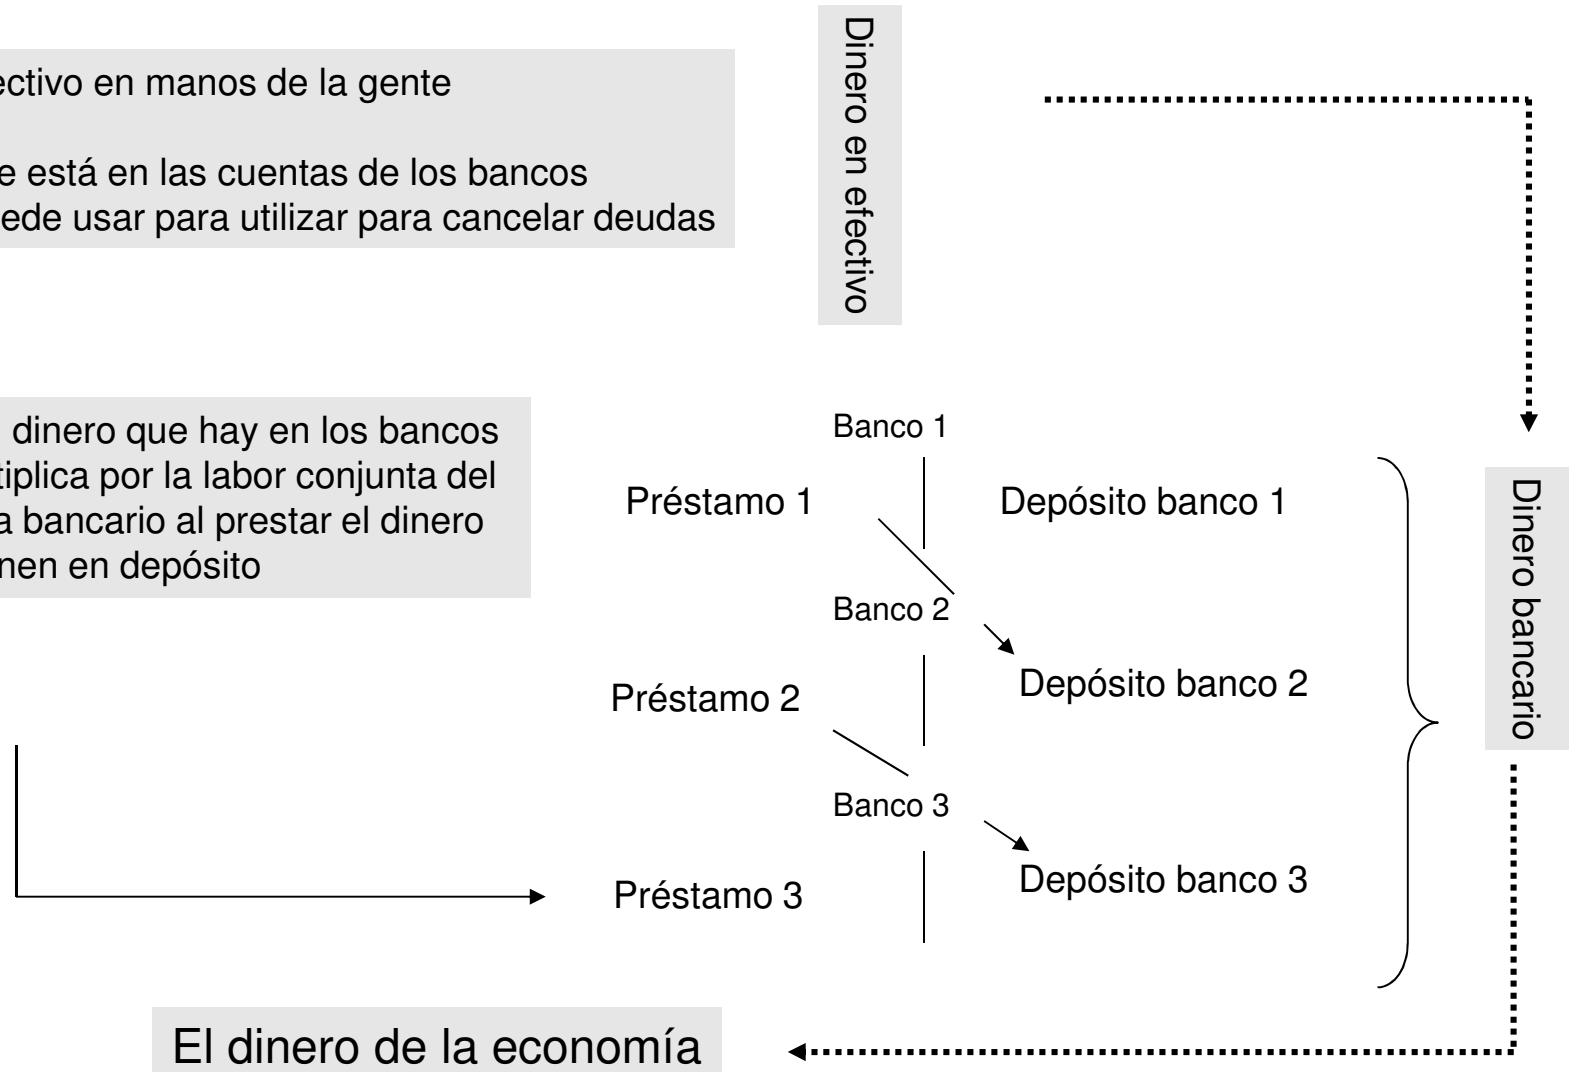 ectivo en manos de la gente
e está en las cuentas de los bancos
ede usar para utilizar para cancelar deudas
Dinero en efectivo
dinero que hay en los bancos
tiplica por la labor conjunta del
a bancario al prestar el dinero
nen en depósito
Banco 1
Préstamo 1
Depósito banco 1
Banco 2
Préstamo 2
Depósito banco 2
Banco 3
Préstamo 3
Depósito banco 3
Dinero bancario
El dinero de la economía